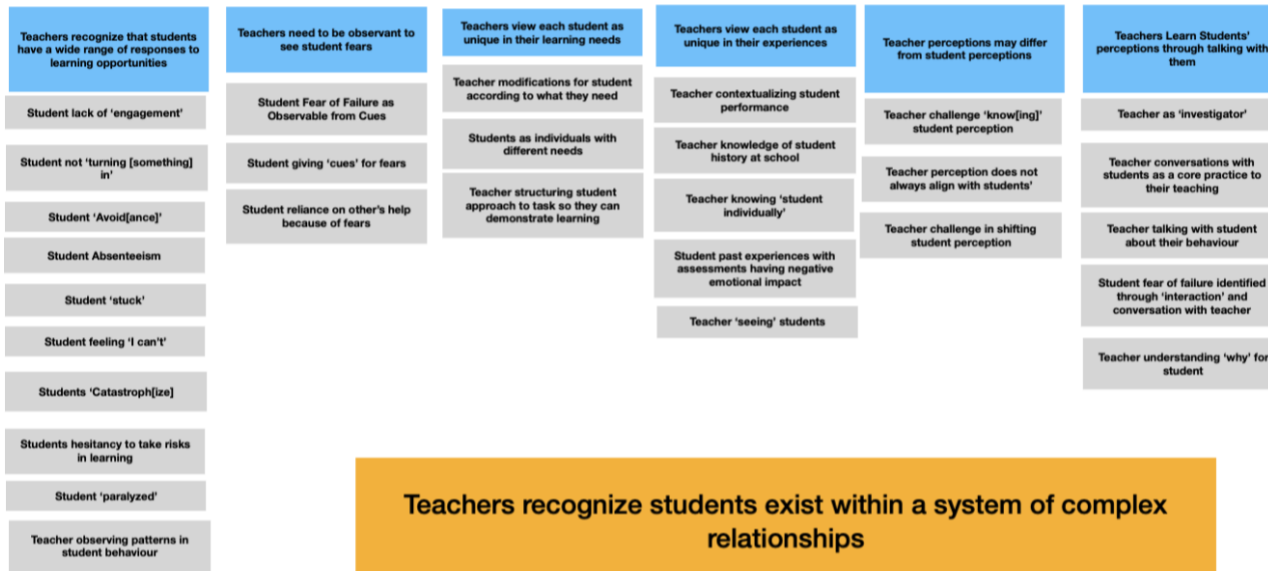 Teachers recognize that students
have a wide range of responses to
learning opportunities
Student lack of ‘engagement’
Student not ‘turning [something]
in’
Student ‘Avoid[ance]’
Student Absenteeism
Student ‘stuck’
Student feeling ‘I can’t’
Students ‘Catastroph[ize]
Students hesitancy to take risks
in learning
Student ‘paralyzed’
Teacher observing patterns in
student behaviour
Teachers need to be observant to
see student fears
Student Fear of Failure as
Observable from Cues
Student giving ‘cues’ for fears
Student reliance on other’s help
because of fears
Teachers view each student as
unique in their learning needs
Teacher modifications for student
according to what they need
Students as individuals with
different needs
Teacher structuring student
approach to task so they can
demonstrate learning
Teachers view each student as
unique in their experiences
Teacher contextualizing student
performance
Teacher knowledge of student
history at school
Teacher knowing ‘student
individually’
Student past experiences with
assessments having negative
emotional impact
Teacher ‘seeing’ students
Teacher perceptions may differ
from student perceptions
Teacher challenge ‘know[ing]’
student perception
Teacher perception does not
always align with students’
Teacher challenge in shifting
student perception
Teachers Learn Students’
perceptions through talking with
them
Teacher as ‘investigator’
Teacher conversations with
students as a core practice to
their teaching
Teacher talking with student
about their behaviour
Student fear of failure identified
through ‘interaction’ and
conversation with teacher
Teacher understanding ‘why’ for
student
Teachers recognize students exist within a system of complex
relationships